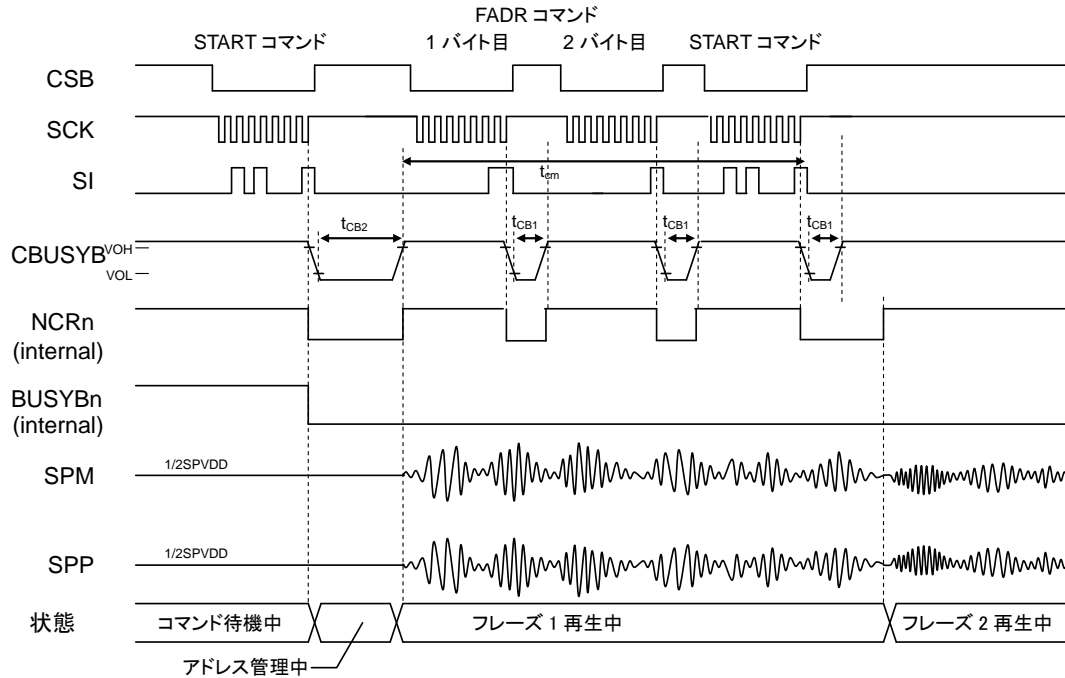 FADR コマンド
START コマンド
1 バイト目
2 バイト目
START コマンド
CSB
SCK
SI
tcm
CBUSYB
VOH
VOL
tCB2
tCB1
tCB1
tCB1
NCRn
(internal)
BUSYBn
(internal)
SPM
1/2SPVDD
SPP
1/2SPVDD
状態
コマンド待機中
フレーズ 1 再生中
フレーズ 2 再生中
アドレス管理中